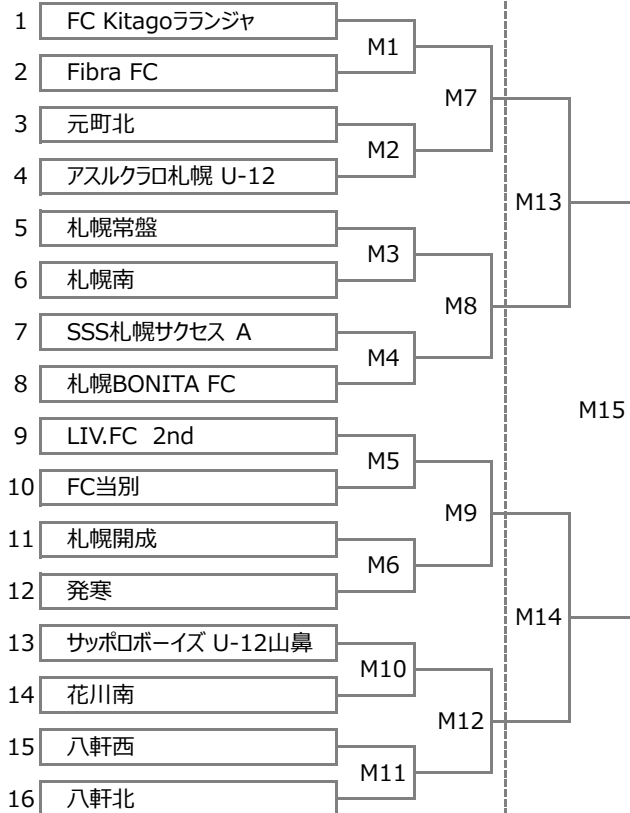 1 FC Kitagoラランジャ
M1
2 Fibra FC
M7
3 元町北
M2
4 アスルクラロ札幌 U-12
M13
5 札幌常盤
M3
6 札幌南
M8
7 SSS札幌サクセス A
M4
8 札幌BONITA FC
M15
9 LIV.FC 2nd
M5
10 FC当別
M9
11 札幌開成
M6
12 発寒
M14
13 サッポロボーイズ U-12山鼻
M10
14 花川南
M12
15 八軒西
M11
16 八軒北